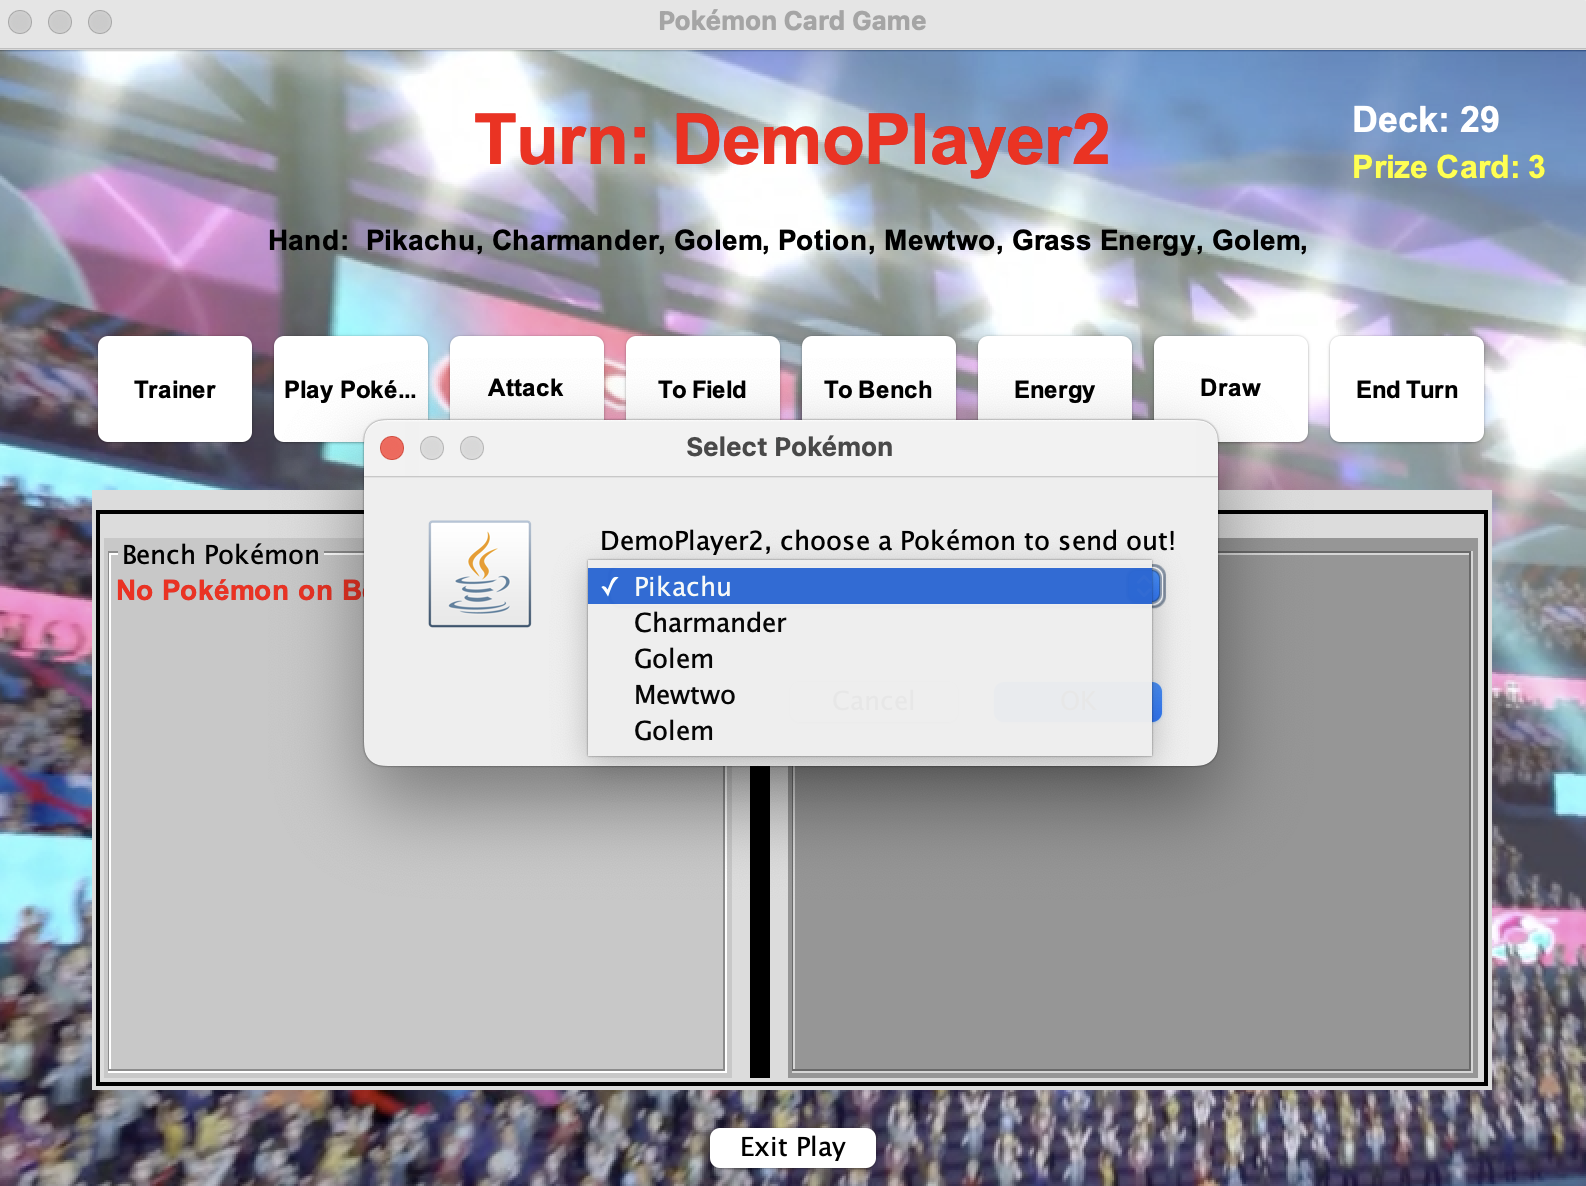 Pokémon Card Game
Turn: DemoPlayer2
Deck: 29
Prize Card: 3
Hand:  Pikachu, Charmander, Golem, Potion, Mewtwo, Grass Energy, Golem,
Trainer
Play Poké...
Attack
To Field
To Bench
Energy
Draw
End Turn
Select Pokémon
DemoPlayer2, choose a Pokémon to send out!
✓ Pikachu
Charmander
Golem
Mewtwo
Golem
Cancel
OK
Bench Pokémon
No Pokémon on B
Exit Play